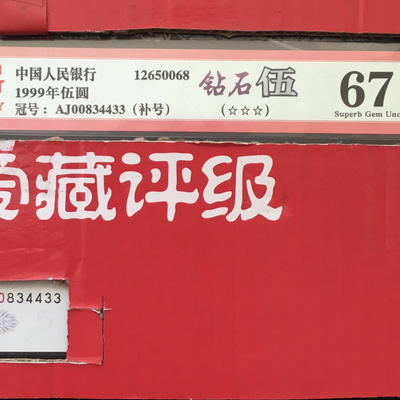 中国人民银行 12650068
1999年伍圆
冠号： AJ00834433（补号）
钻石伍
（☆☆☆）
67
Superb Gem Unc
藏评级
0834433